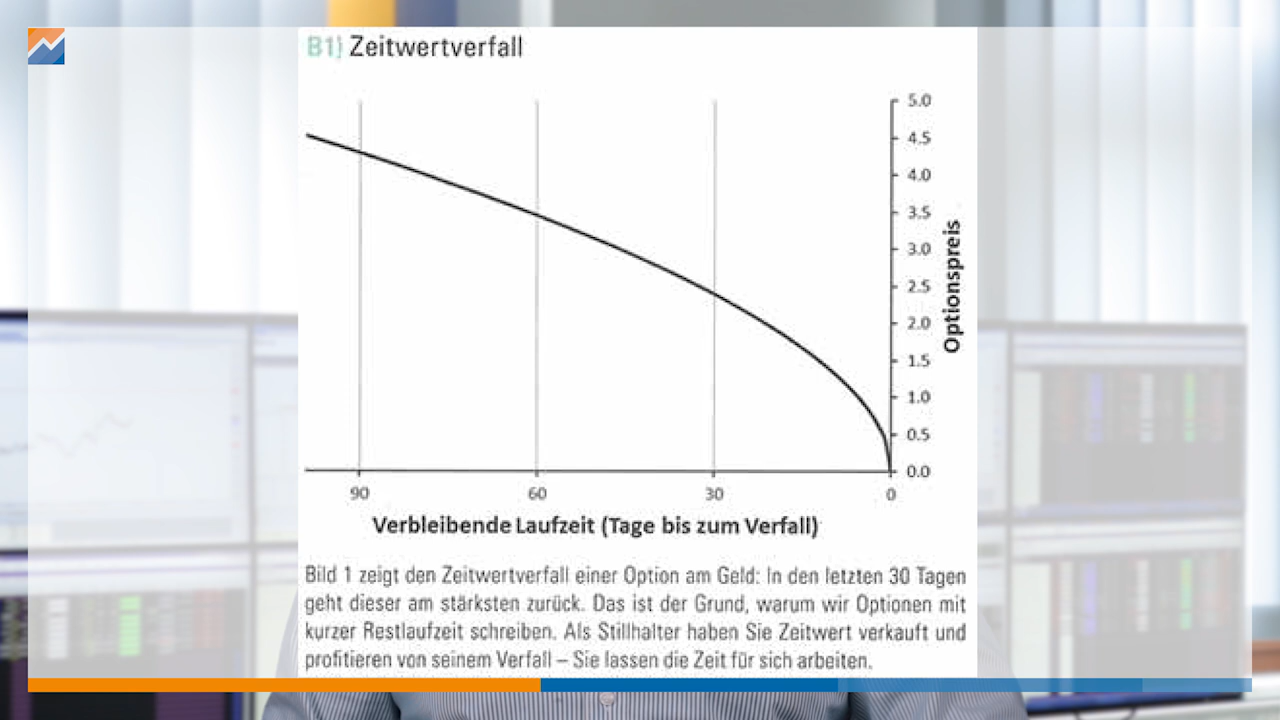 B1) Zeitwertverfall
5.0
4.5
4.0
3.5
3.0
2.5
2.0
1.5
1.0
0.5
0.0
Optionspreis
90 60 30 0
Verbleibende Laufzeit (Tage bis zum Verfall)
Bild 1 zeigt den Zeitwertverfall einer Option am Geld: In den letzten 30 Tagen
geht dieser am stärksten zurück. Das ist der Grund, warum wir Optionen mit
kurzer Restlaufzeit schreiben. Als Stillhalter haben Sie Zeitwert verkauft und
profitieren von seinem Verfall – Sie lassen die Zeit für sich arbeiten.